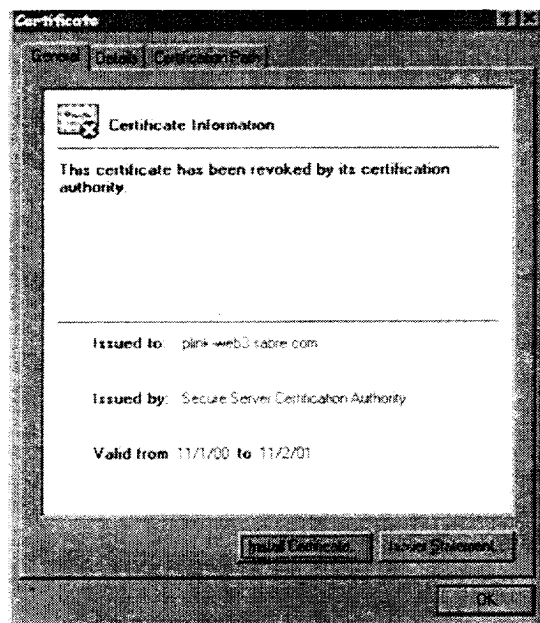 Certificate
General Details Certification Path
Certificate Information
This certificate has been revoked by its certification
authority.
Issued to: plink-web3.sabre.com
Issued by: Secure Server Certification Authority
Valid from 11/1/00 to 11/2/01
Install Certificate... Issuer Statement...
OK